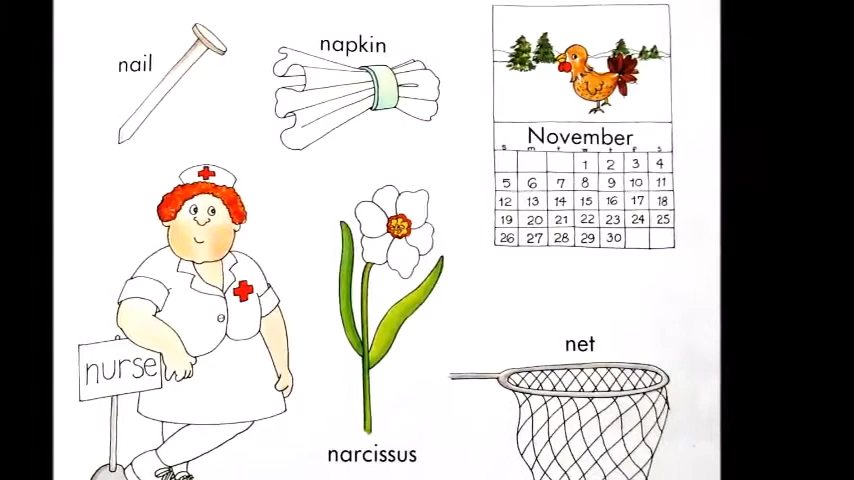 nail
napkin
November
s m t w t f s
1 2 3 4
5 6 7 8 9 10 11
12 13 14 15 16 17 18
19 20 21 22 23 24 25
26 27 28 29 30
nurse
net
narcissus